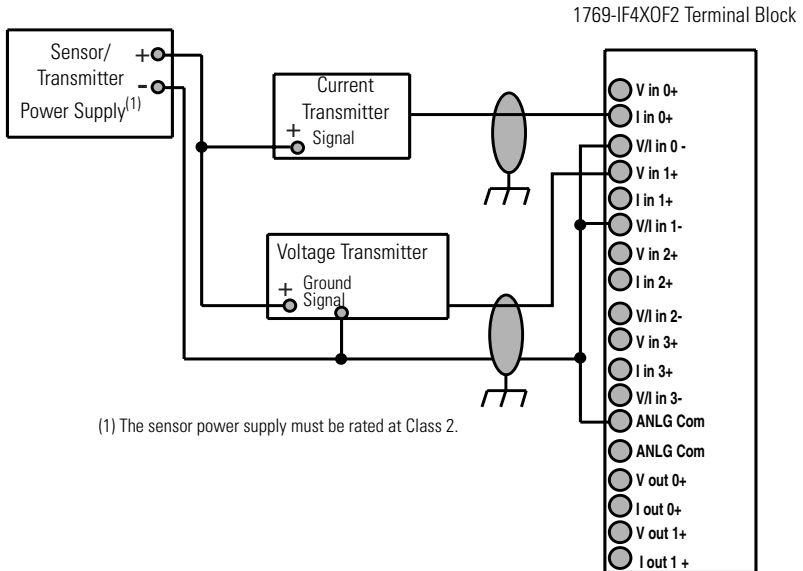 1769-IF4XOF2 Terminal Block
Sensor/
Transmitter
Power Supply(1)
+
-
Current
Transmitter
+
Signal
Voltage Transmitter
+
Ground
Signal
V in 0+
I in 0+
V/I in 0 -
V in 1+
I in 1+
V/I in 1-
V in 2+
I in 2+
V/I in 2-
V in 3+
I in 3+
V/I in 3-
ANLG Com
ANLG Com
V out 0+
I out 0+
V out 1+
I out 1 +
(1) The sensor power supply must be rated at Class 2.